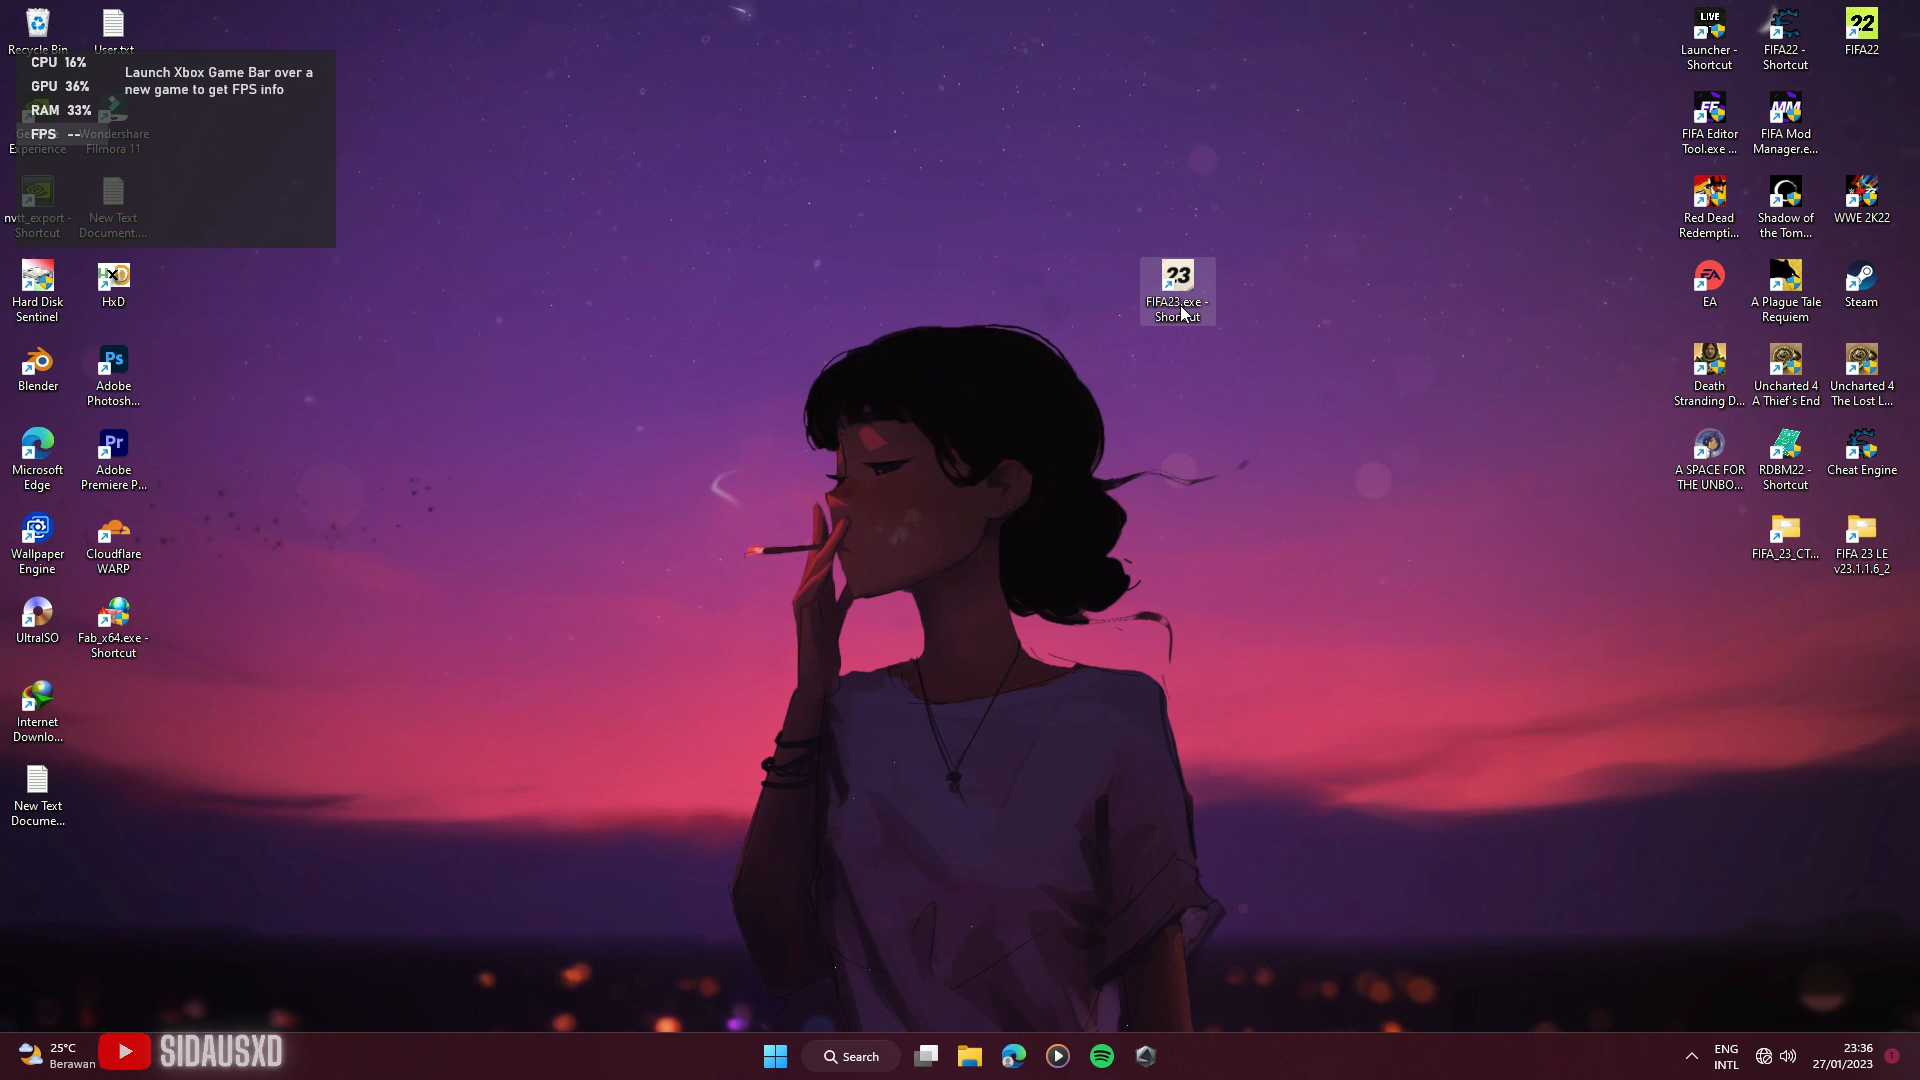 Recycle Bin
User.txt
CPU 16%
GPU 36%
RAM 33%
FPS --
Launch Xbox Game Bar over a
new game to get FPS info
Experience
Wondershare
Filmora 11
nvtt_export -
Shortcut
New Text
Document....
Hard Disk
Sentinel
HxD
Blender
Adobe
Photosh...
Microsoft
Edge
Adobe
Premiere P...
Wallpaper
Engine
Cloudflare
WARP
UltraISO
Fab_x64.exe -
Shortcut
Internet
Downlo...
New Text
Docume...
23
FIFA23.exe -
Shortcut
LIVE
Launcher -
Shortcut
FIFA22 -
Shortcut
22
FIFA22
FIFA Editor
Tool.exe ...
FIFA Mod
Manager.e...
Red Dead
Redempti...
Shadow of
the Tom...
WWE 2K22
EA
A Plague Tale
Requiem
Steam
Death
Stranding D...
Uncharted 4
A Thief's End
Uncharted 4
The Lost L...
A SPACE FOR
THE UNBO...
RDBM22 -
Shortcut
Cheat Engine
FIFA_23_CT...
FIFA 23 LE
v23.1.1.6_2
25°C
Berawan
SIDAUSXD
Search
ENG
INTL
23:36
27/01/2023
1